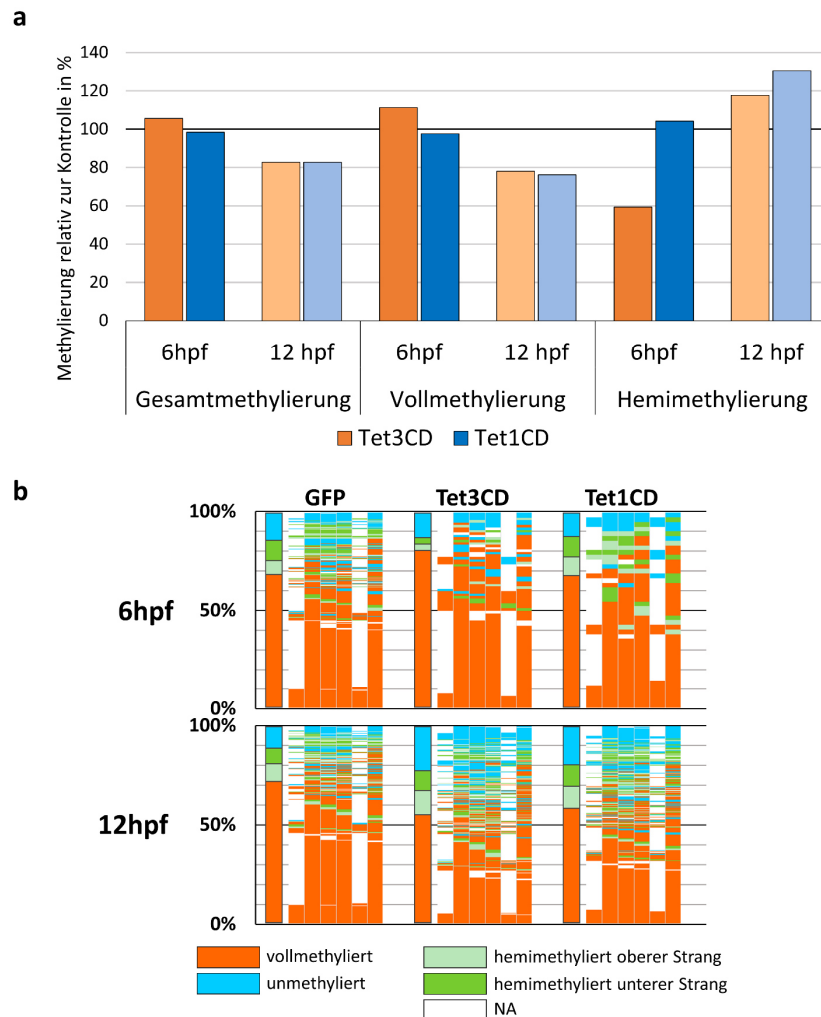 a
Methylierung relativ zur Kontrolle in %
140
120
100
80
60
40
20
0
6hpf 12 hpf 6hpf 12 hpf 6hpf 12 hpf
Gesamtmethylierung Vollmethylierung Hemimethylierung
Tet3CD Tet1CD
b
GFP Tet3CD Tet1CD
100%
6hpf
50%
0%
100%
12hpf
50%
0%
vollmethyliert hemimethyliert oberer Strang
unmethyliert hemimethyliert unterer Strang
NA